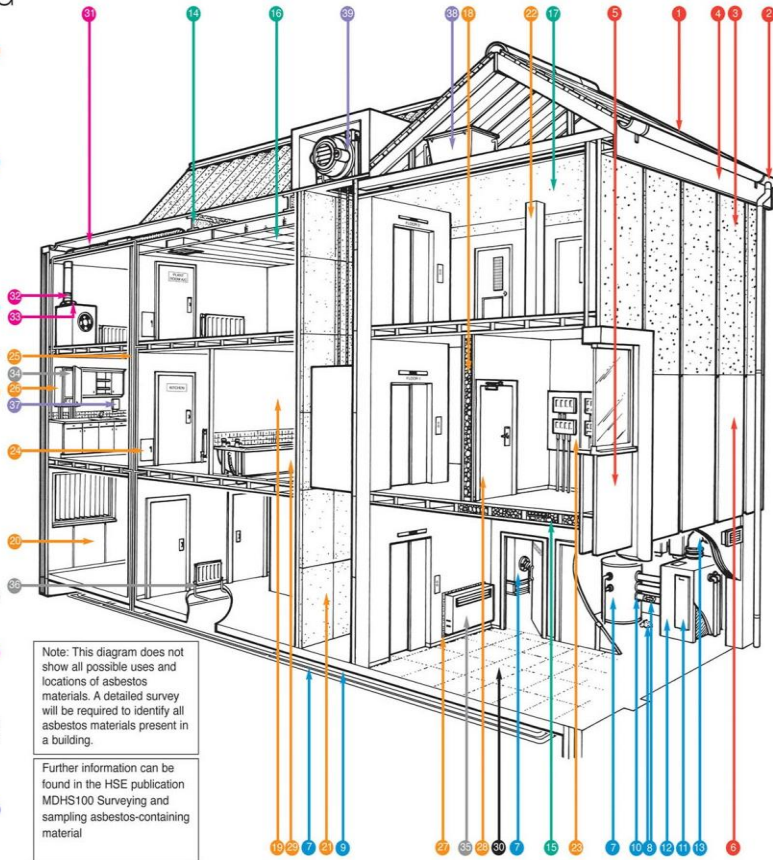 31 14 16 39 38 18 22 17 5 1 4 3 2
PLANT
ROOM
32
33
25
34
26
37
KITCHEN
24
20
36
Note: This diagram does not
show all possible uses and
locations of asbestos
materials. A detailed survey
will be required to identify all
asbestos materials present in
a building.
Further information can be
found in the HSE publication
MDHS100 Surveying and
sampling asbestos-containing
material
19 29 7 21 9 27 35 28 30 7 15 23 7 10 8 12 11 13 6